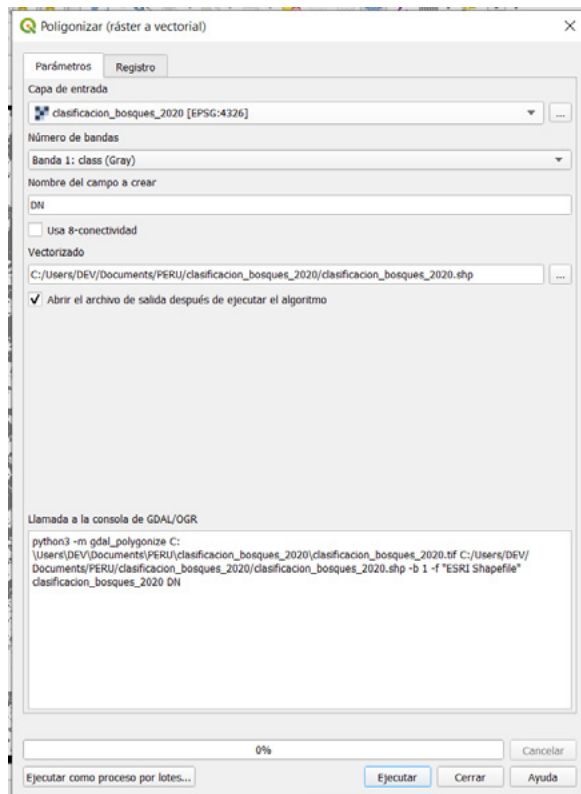 Poligonizar (ráster a vectorial)
Parámetros
Registro
Capa de entrada
clasificacion_bosques_2020 [EPSG:4326]
...
Número de bandas
Banda 1: class (Gray)
Nombre del campo a crear
DN
Usa 8-conectividad
Vectorizado
C:/Users/DEV/Documents/PERU/clasificacion_bosques_2020/clasificacion_bosques_2020.shp
...
Abrir el archivo de salida después de ejecutar el algoritmo
Llamada a la consola de GDAL/OGR
python3 -m gdal_polygonize C:
\Users\DEV\Documents\PERU\clasificacion_bosques_2020\clasificacion_bosques_2020.tif C:/Users/DEV/
Documents/PERU/clasificacion_bosques_2020/clasificacion_bosques_2020.shp -b 1 -f "ESRI Shapefile"
clasificacion_bosques_2020 DN
0%
Cancelar
Ejecutar como proceso por lotes...
Ejecutar
Cerrar
Ayuda